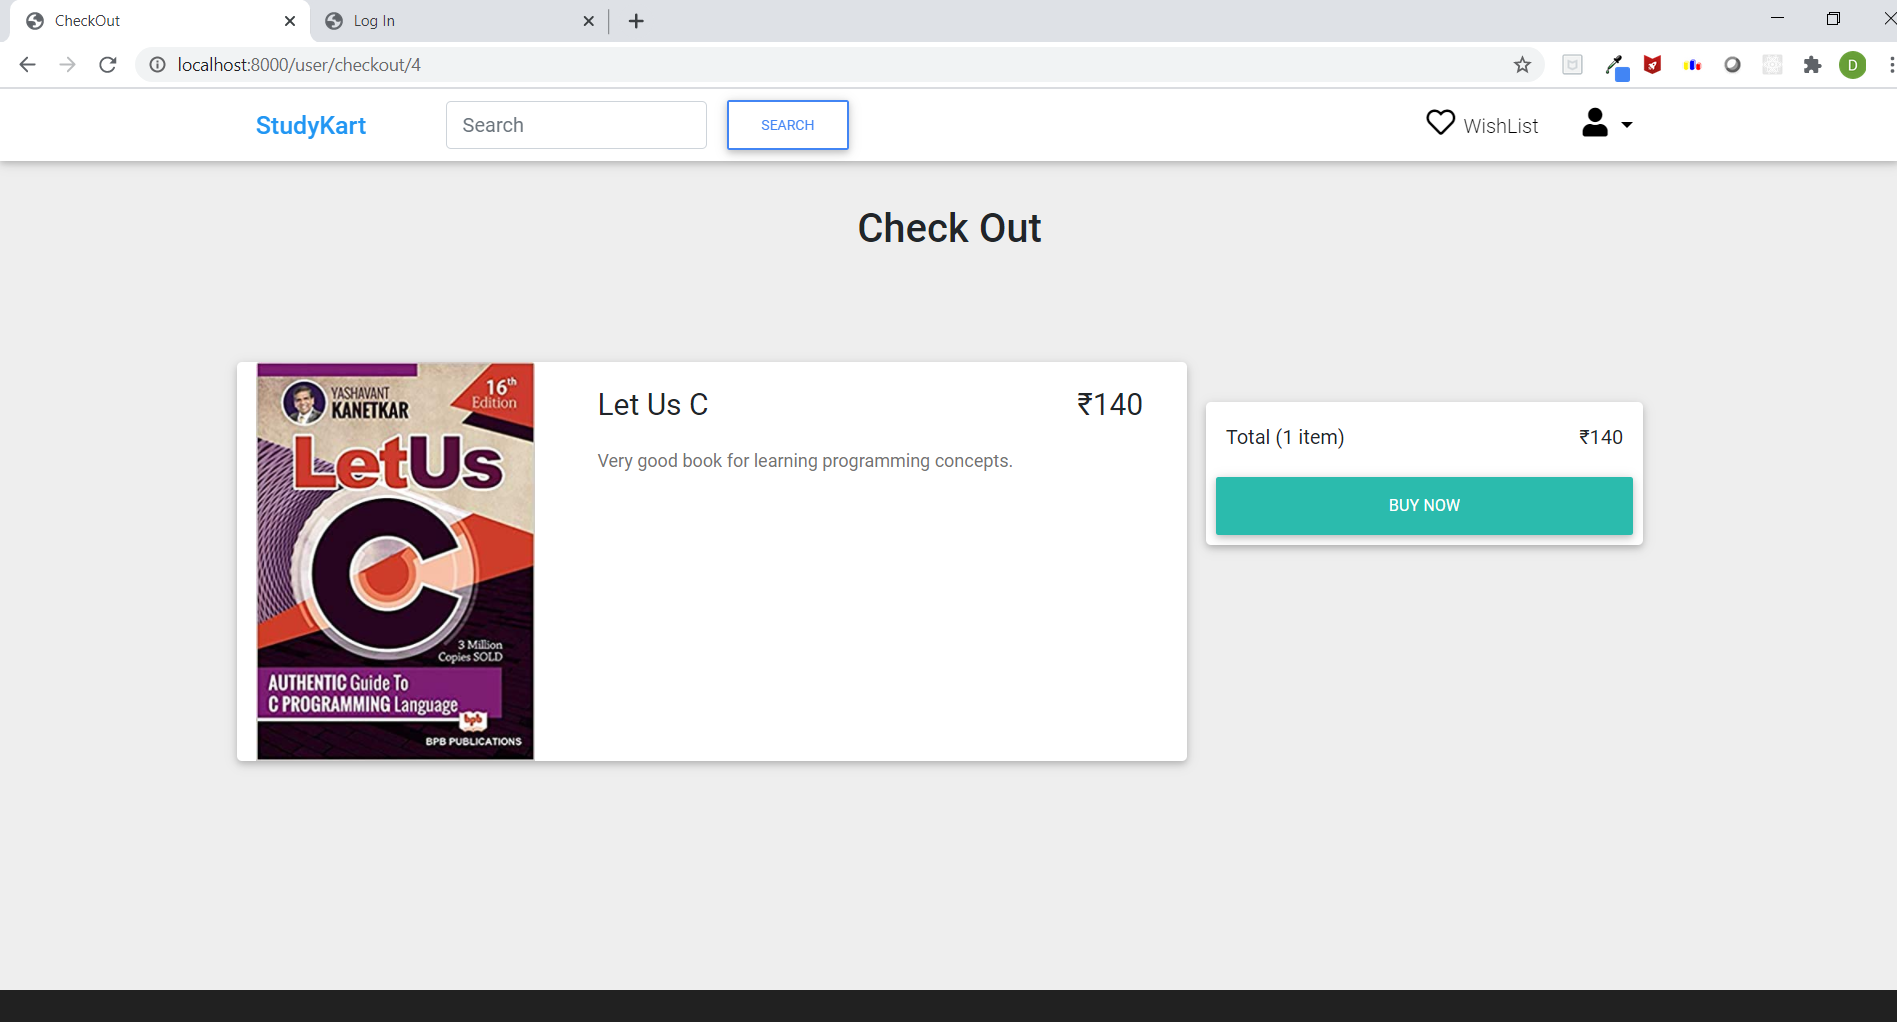 CheckOut
Log In
localhost:8000/user/checkout/4
D
StudyKart
Search
SEARCH
WishList
Check Out
YASHAVANT
KANETKAR
16th
Edition
LetUs
C
3 Million
Copies SOLD
AUTHENTIC Guide To
C PROGRAMMING Language
bpb
BPB PUBLICATIONS
Let Us C
₹140
Very good book for learning programming concepts.
Total (1 item)
₹140
BUY NOW